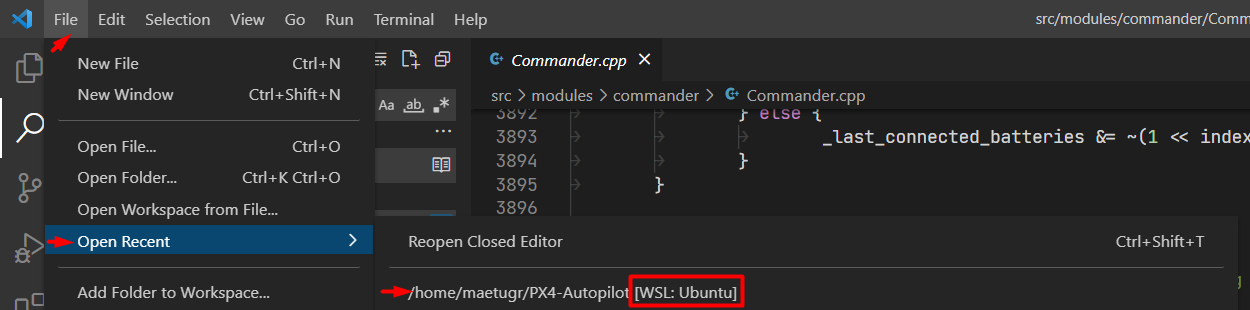 File Edit Selection View Go Run Terminal Help src/modules/commander/Comm
New File Ctrl+N
New Window Ctrl+Shift+N
Open File... Ctrl+O
Open Folder... Ctrl+K Ctrl+O
Open Workspace from File...
Open Recent
Add Folder to Workspace...
Aa ab .*
Commander.cpp
src > modules > commander > Commander.cpp
3892 } else {
3893 _last_connected_batteries &= ~(1 << index
3894 }
3895 }
3896
Reopen Closed Editor Ctrl+Shift+T
/home/maetugr/PX4-Autopilot [WSL: Ubuntu]